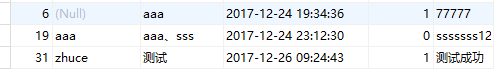 6 (Null) aaa 2017-12-24 19:34:36 1 77777
19 aaa aaa、sss 2017-12-24 23:12:30 0 sssssss12
31 zhuce 测试 2017-12-26 09:24:43 1 测试成功